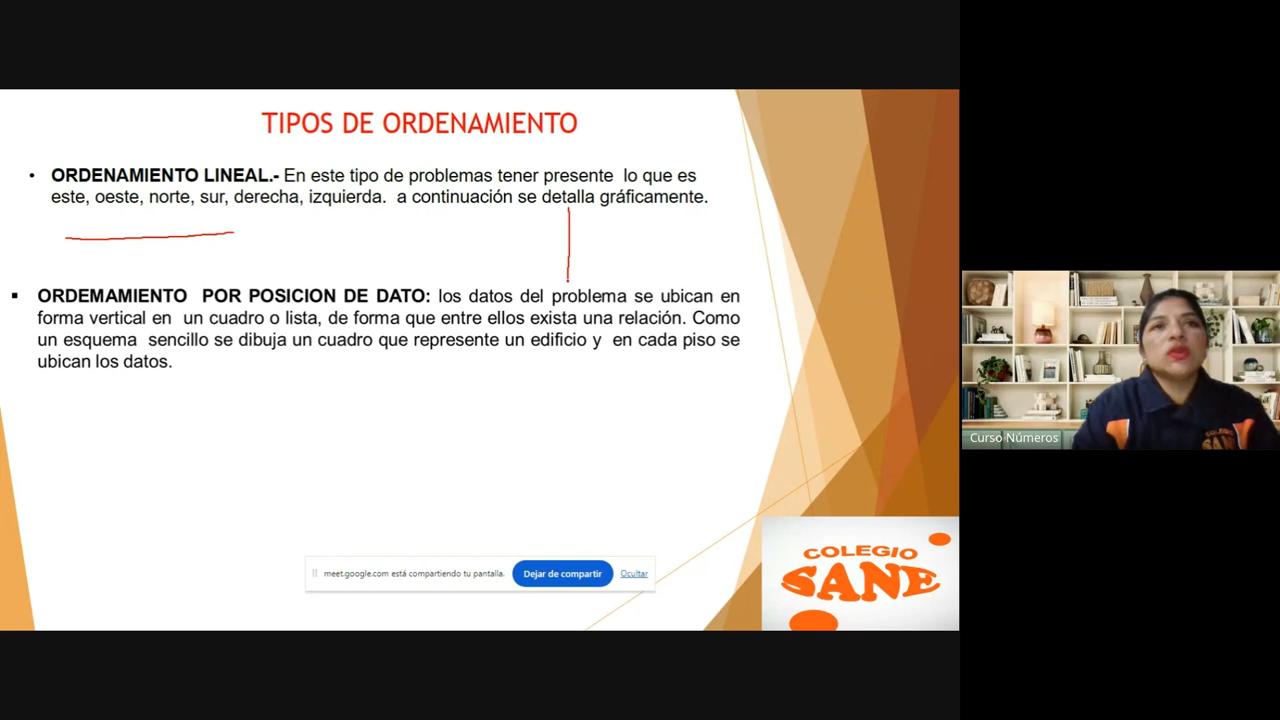 TIPOS DE ORDENAMIENTO
• ORDENAMIENTO LINEAL.- En este tipo de problemas tener presente lo que es
este, oeste, norte, sur, derecha, izquierda. a continuación se detalla gráficamente.
▪ ORDEMAMIENTO POR POSICION DE DATO: los datos del problema se ubican en
forma vertical en un cuadro o lista, de forma que entre ellos exista una relación. Como
un esquema sencillo se dibuja un cuadro que represente un edificio y en cada piso se
ubican los datos.
meet.google.com está compartiendo tu pantalla. Dejar de compartir Ocultar
COLEGIO
SANE
Curso Números